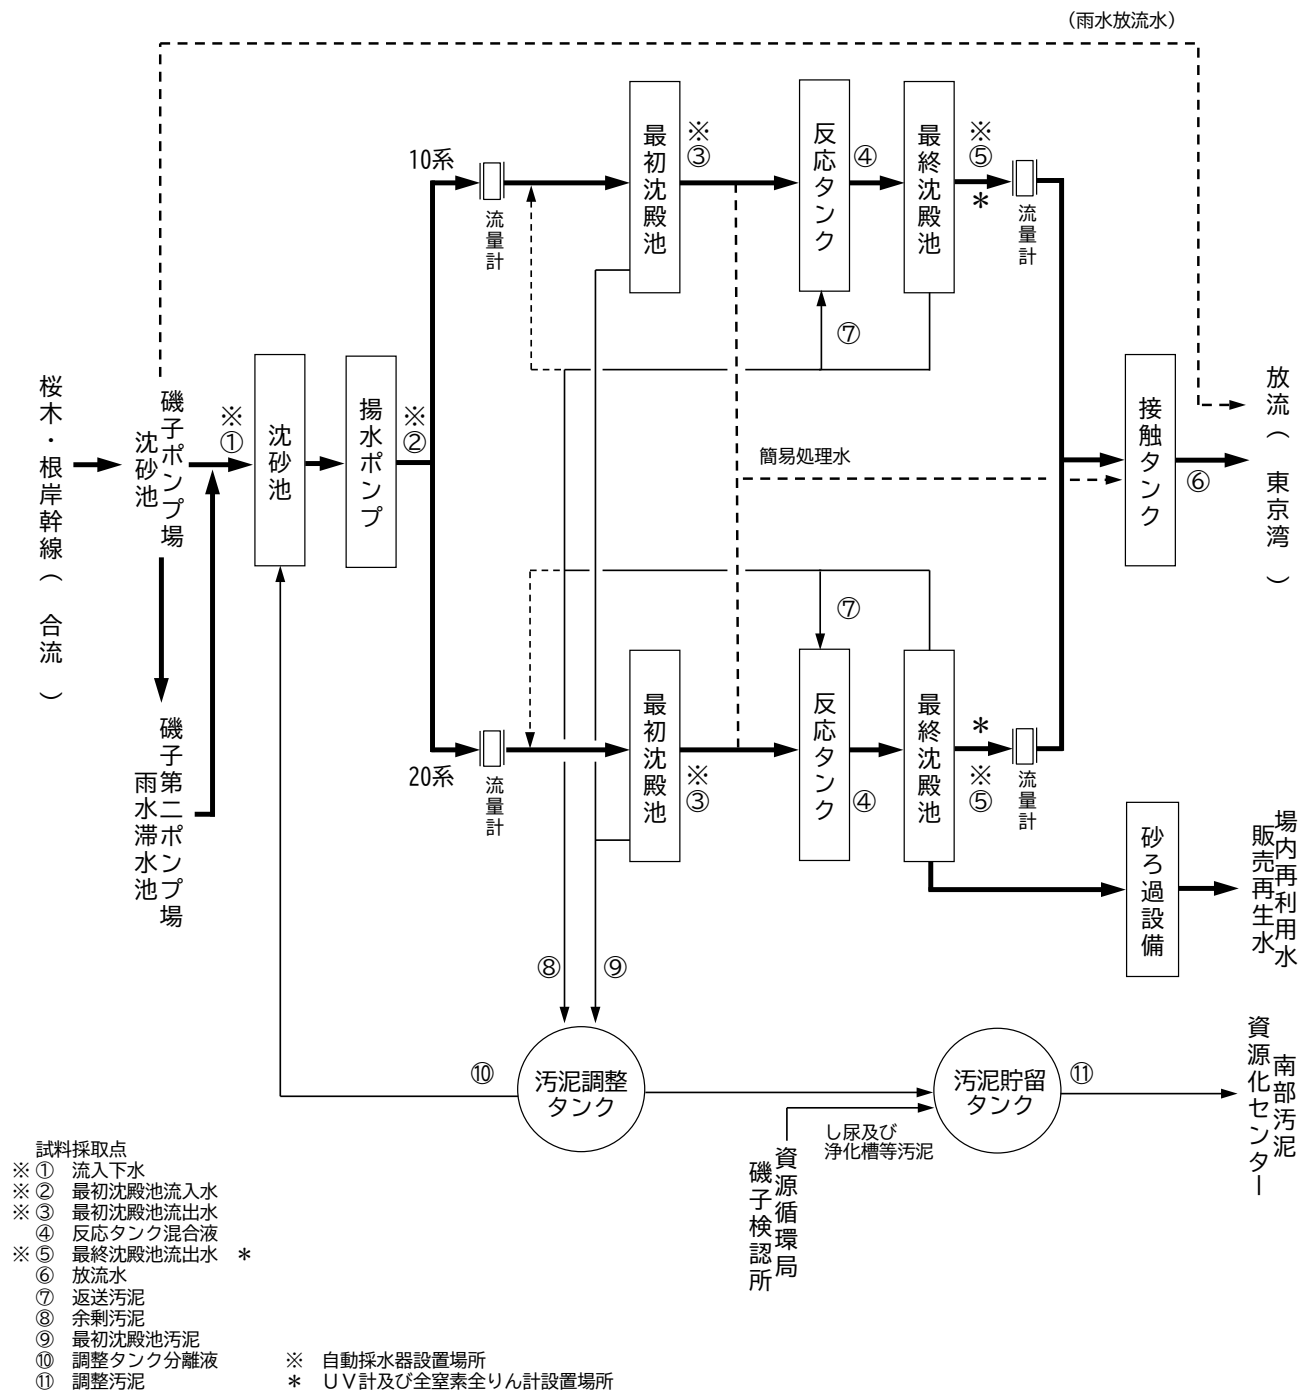 （雨水放流水）
10系
流量計
最初沈殿池
※
③
反応タンク
④
最終沈殿池
※
⑤
＊
流量計
⑦
桜木・根岸幹線（合流）
磯子ポンプ場
沈砂池
※
①
沈砂池
揚水ポンプ
※
②
簡易処理水
接触タンク
⑥
放流（東京湾）
磯子第二ポンプ場
雨水滞水池
20系
流量計
最初沈殿池
※
③
⑦
反応タンク
④
最終沈殿池
＊
※
⑤
流量計
砂ろ過設備
場内再利用水
販売再生水
⑧
⑨
⑩
汚泥調整
タンク
汚泥貯留
タンク
⑪
南部汚泥
資源化センター
し尿及び
浄化槽等汚泥
資源循環局
磯子検認所
試料採取点
※① 流入下水
※② 最初沈殿池流入水
※③ 最初沈殿池流出水
④ 反応タンク混合液
※⑤ 最終沈殿池流出水 ＊
⑥ 放流水
⑦ 返送汚泥
⑧ 余剰汚泥
⑨ 最初沈殿池汚泥
⑩ 調整タンク分離液
⑪ 調整汚泥
※ 自動採水器設置場所
＊ ＵＶ計及び全窒素全りん計設置場所